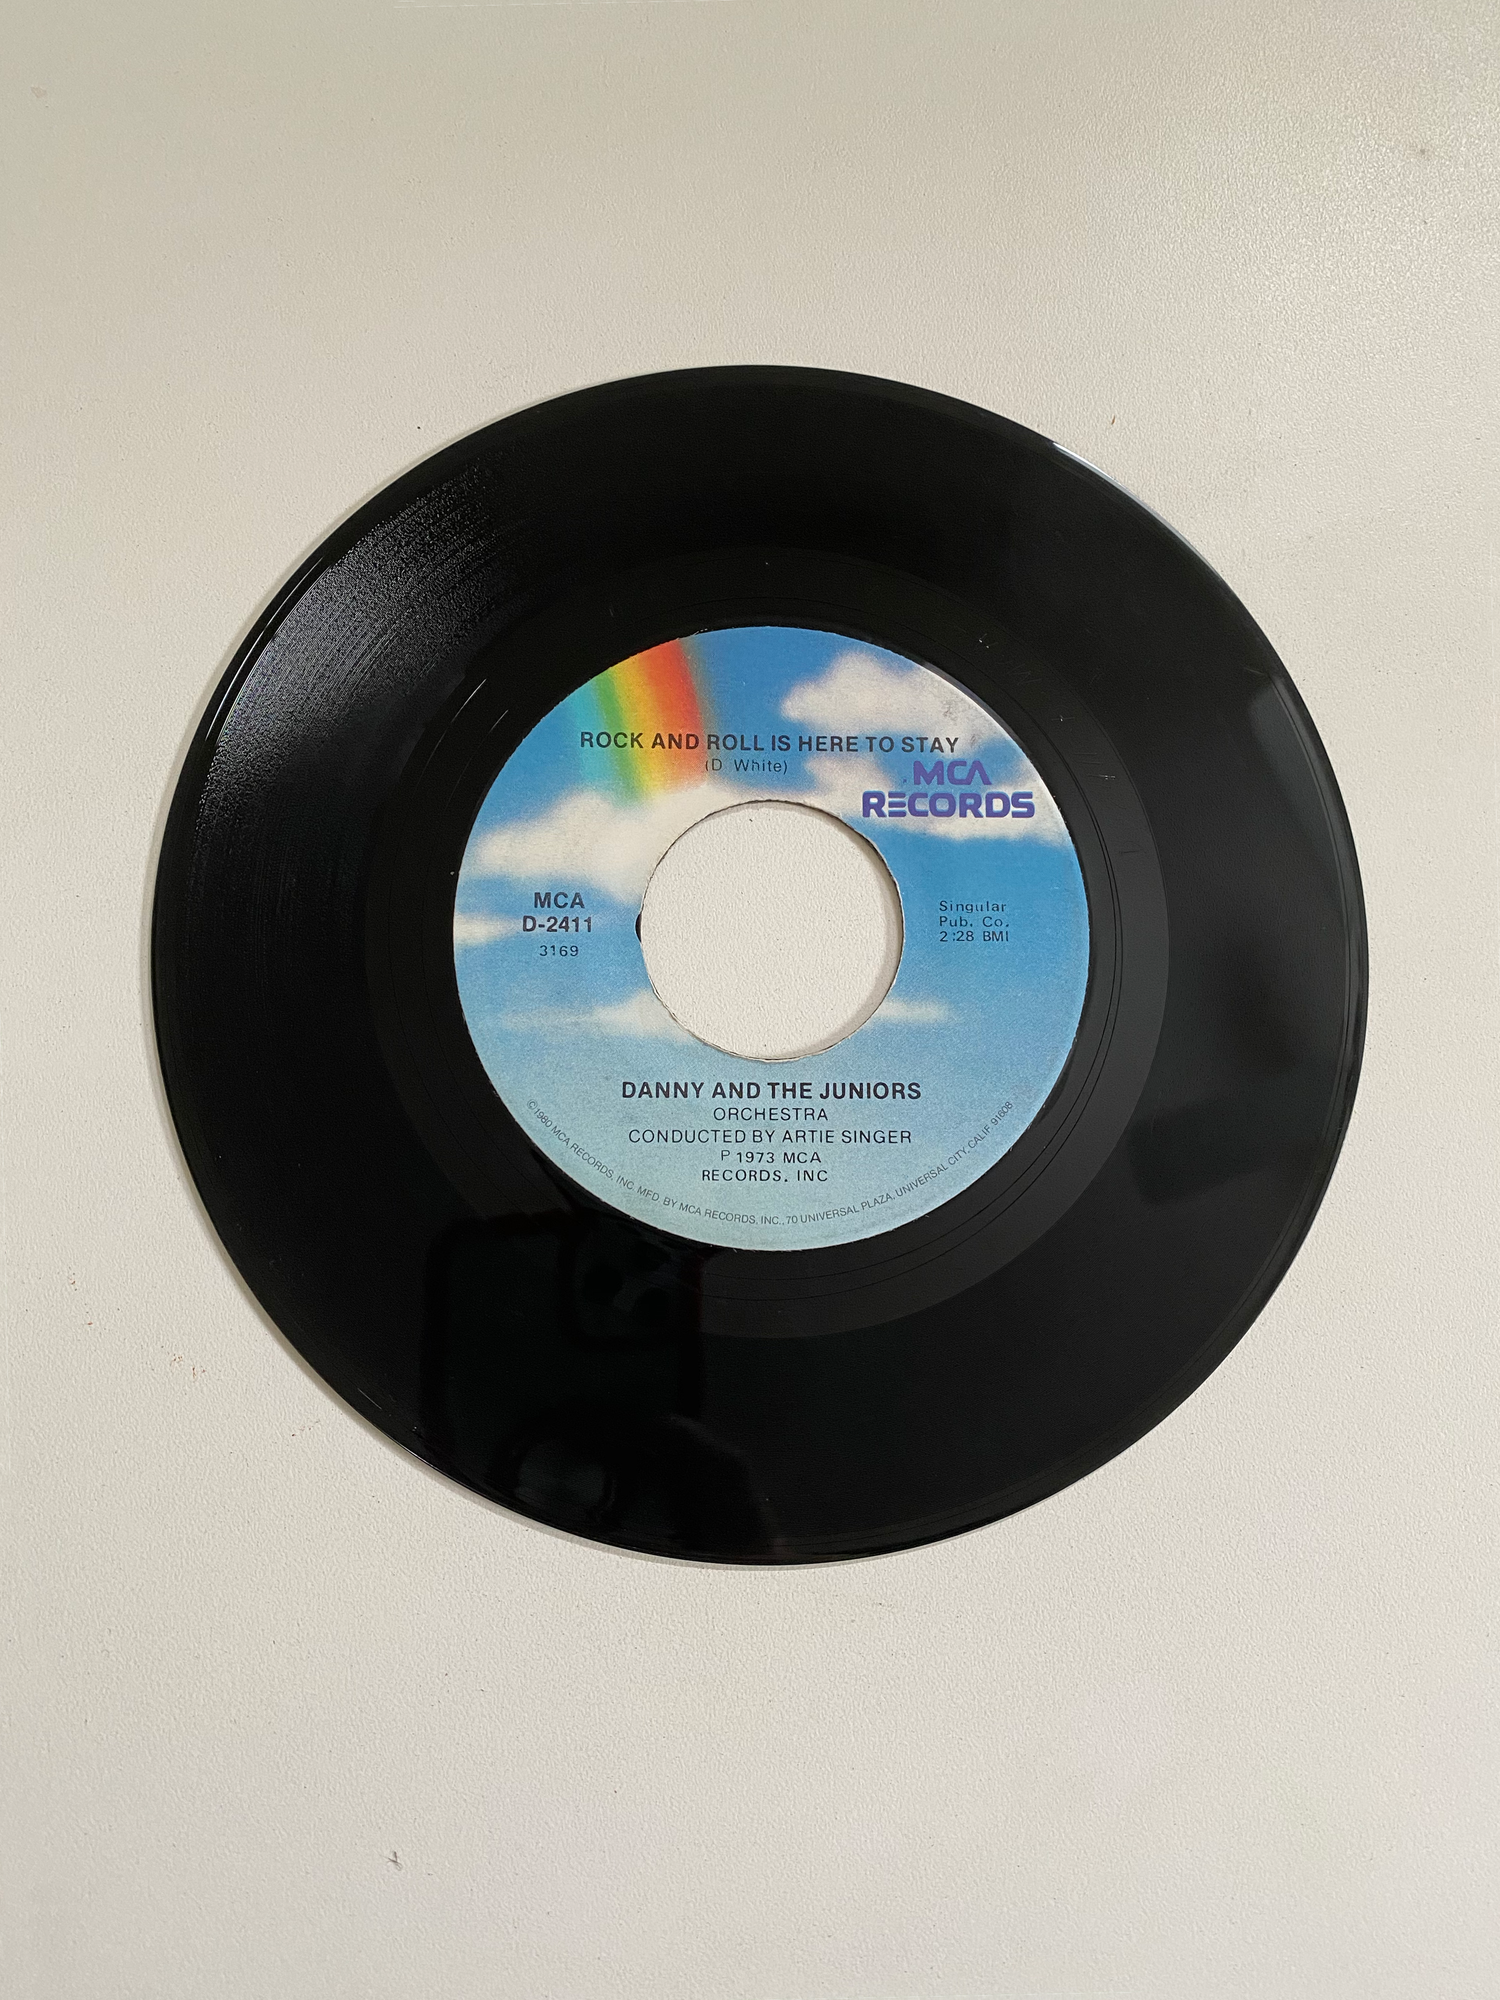 ROCK AND ROLL IS HERE TO STAY
(D White)
MCA
RECORDS
MCA
D-2411
3169
Singular
Pub. Co.
2:28 BMI
DANNY AND THE JUNIORS
ORCHESTRA
CONDUCTED BY ARTIE SINGER
P 1973 MCA
RECORDS, INC
©1980 MCA RECORDS, INC. MFD BY MCA RECORDS, INC., 70 UNIVERSAL PLAZA, UNIVERSAL CITY, CALIF. 91608